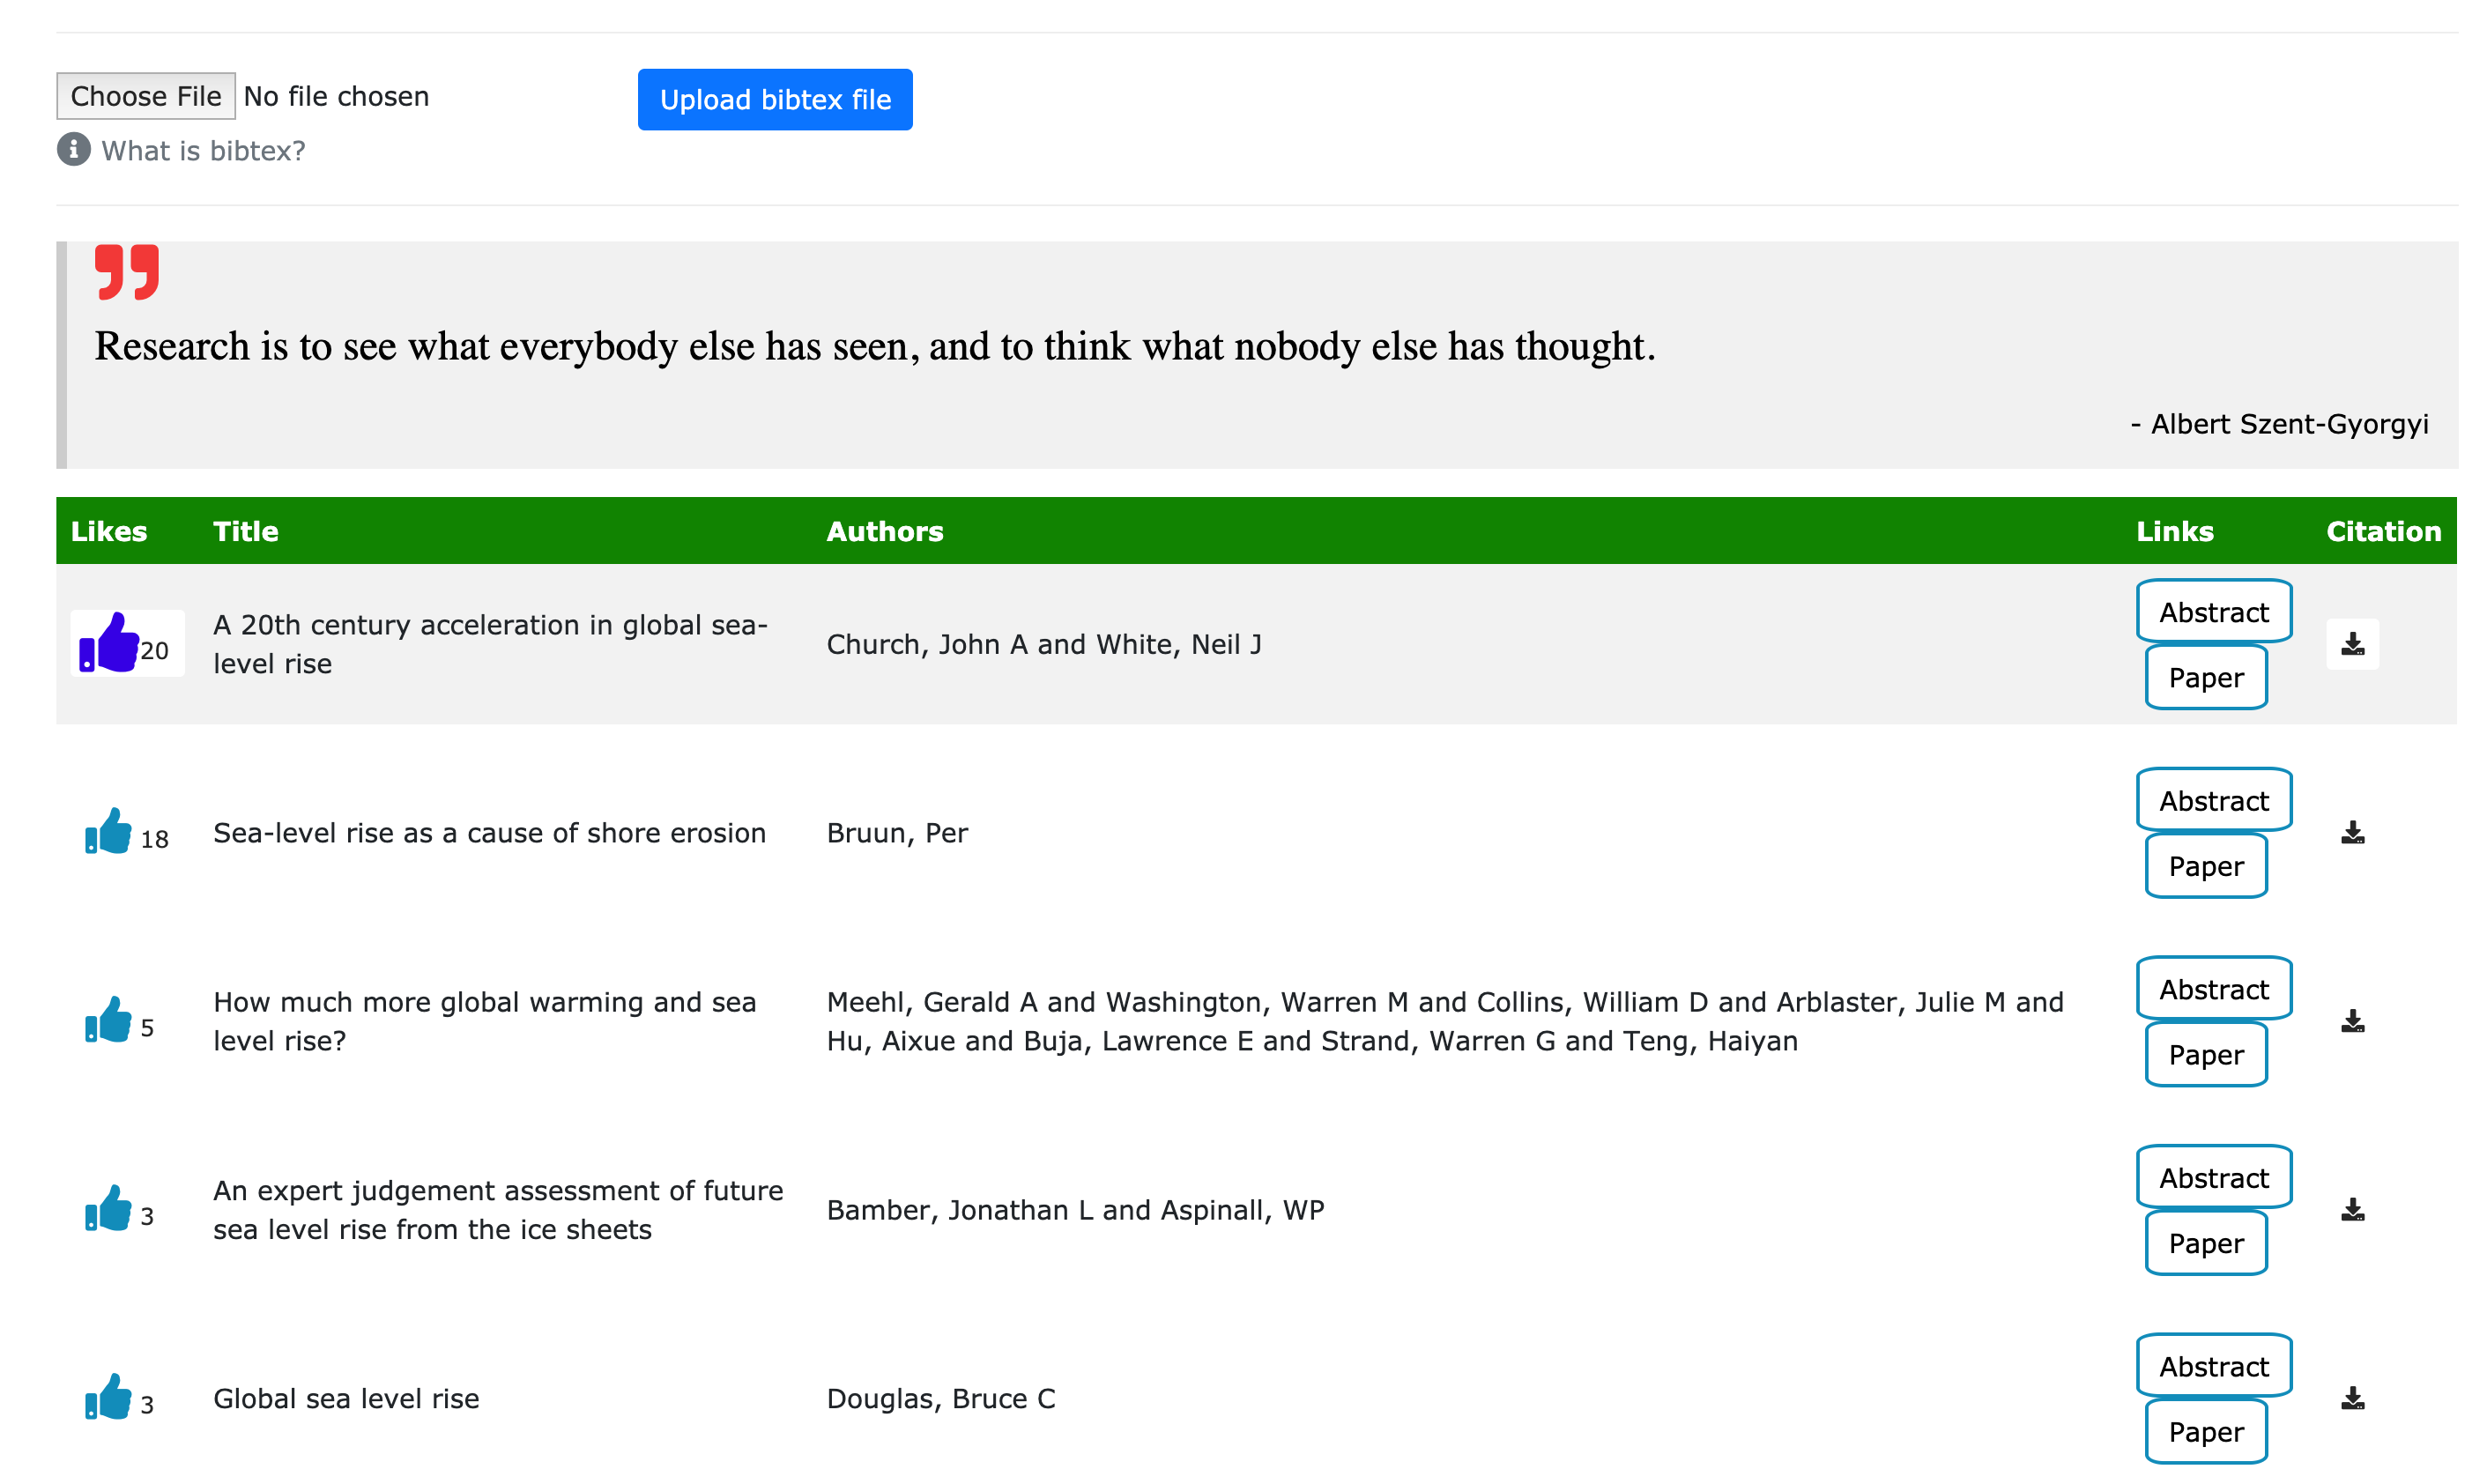 Choose File No file chosen Upload bibtex file
What is bibtex?
Research is to see what everybody else has seen, and to think what nobody else has thought.
- Albert Szent-Gyorgyi
Likes Title Authors Links Citation
20 A 20th century acceleration in global sea-
level rise
Church, John A and White, Neil J
Abstract
Paper
18 Sea-level rise as a cause of shore erosion
Bruun, Per
Abstract
Paper
5 How much more global warming and sea
level rise?
Meehl, Gerald A and Washington, Warren M and Collins, William D and Arblaster, Julie M and
Hu, Aixue and Buja, Lawrence E and Strand, Warren G and Teng, Haiyan
Abstract
Paper
3 An expert judgement assessment of future
sea level rise from the ice sheets
Bamber, Jonathan L and Aspinall, WP
Abstract
Paper
3 Global sea level rise
Douglas, Bruce C
Abstract
Paper